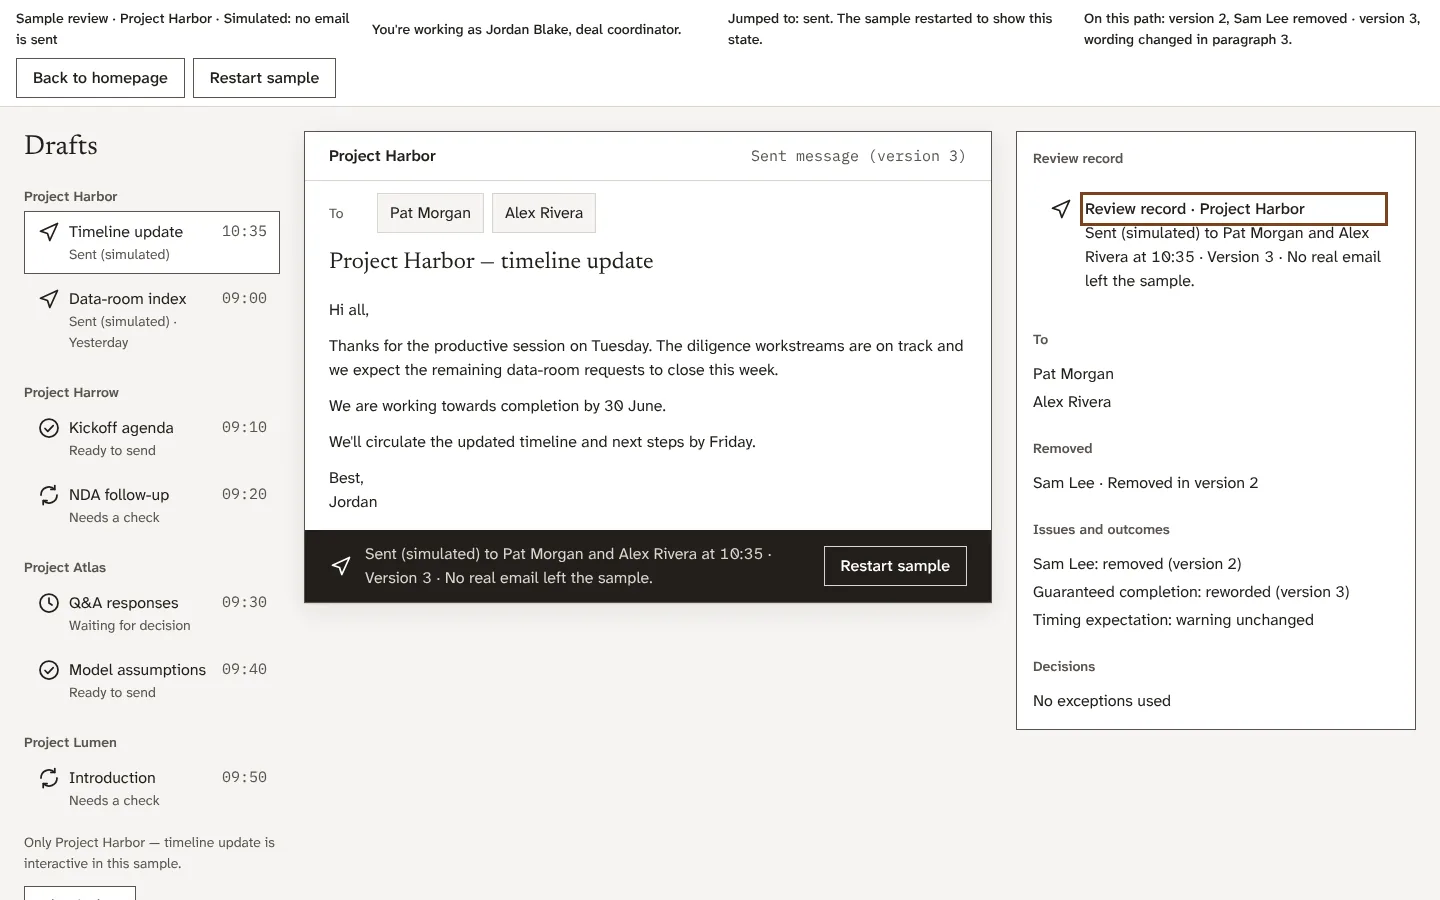 Sample review · Project Harbor · Simulated: no email
is sent
You're working as Jordan Blake, deal coordinator.
Jumped to: sent. The sample restarted to show this
state.
On this path: version 2, Sam Lee removed · version 3,
wording changed in paragraph 3.
Back to homepage
Restart sample
Drafts
Project Harbor
Timeline update 10:35
Sent (simulated)
Data-room index 09:00
Sent (simulated) ·
Yesterday
Project Harrow
Kickoff agenda 09:10
Ready to send
NDA follow-up 09:20
Needs a check
Project Atlas
Q&A responses 09:30
Waiting for decision
Model assumptions 09:40
Ready to send
Project Lumen
Introduction 09:50
Needs a check
Only Project Harbor — timeline update is
interactive in this sample.
Project Harbor
Sent message (version 3)
To Pat Morgan Alex Rivera
Project Harbor — timeline update
Hi all,
Thanks for the productive session on Tuesday. The diligence workstreams are on track and
we expect the remaining data-room requests to close this week.
We are working towards completion by 30 June.
We'll circulate the updated timeline and next steps by Friday.
Best,
Jordan
Sent (simulated) to Pat Morgan and Alex Rivera at 10:35 ·
Version 3 · No real email left the sample.
Restart sample
Review record
Review record · Project Harbor
Sent (simulated) to Pat Morgan and Alex
Rivera at 10:35 · Version 3 · No real email
left the sample.
To
Pat Morgan
Alex Rivera
Removed
Sam Lee · Removed in version 2
Issues and outcomes
Sam Lee: removed (version 2)
Guaranteed completion: reworded (version 3)
Timing expectation: warning unchanged
Decisions
No exceptions used